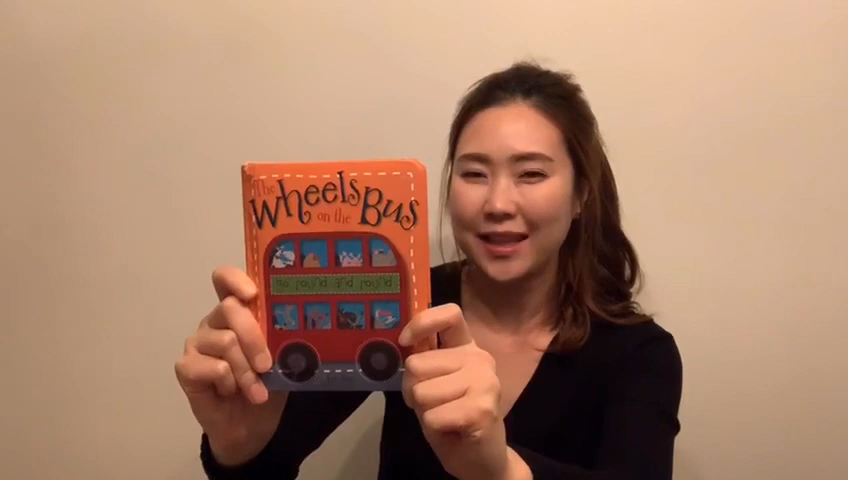 The
Wheels
on the Bus
go round and round